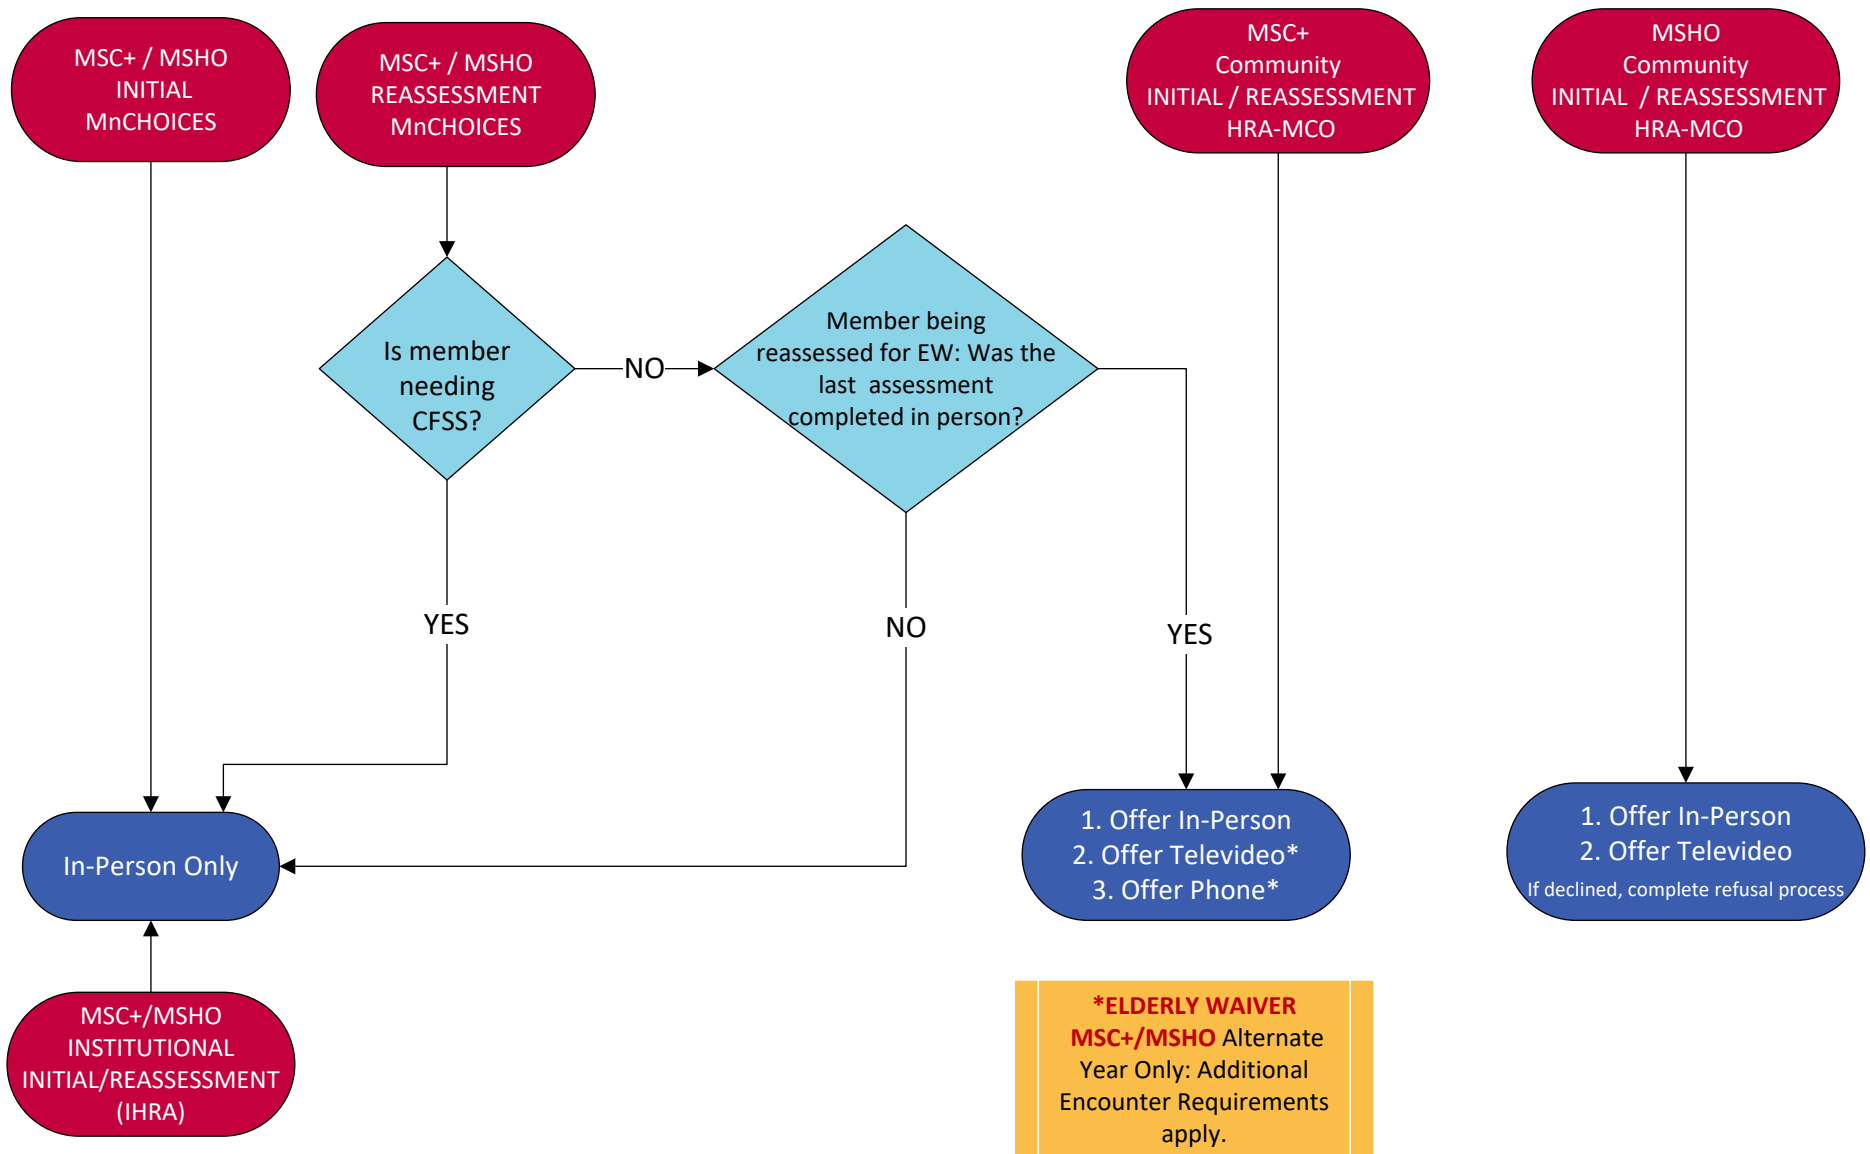 MSC+ / MSHO
INITIAL
MnCHOICES
MSC+ / MSHO
REASSESSMENT
MnCHOICES
MSC+
Community
INITIAL / REASSESSMENT
HRA-MCO
MSHO
Community
INITIAL / REASSESSMENT
HRA-MCO
Is member
needing
CFSS?
NO
Member being
reassessed for EW: Was the
last assessment
completed in person?
YES
NO
YES
In-Person Only
1. Offer In-Person
2. Offer Televideo*
3. Offer Phone*
1. Offer In-Person
2. Offer Televideo
If declined, complete refusal process
MSC+/MSHO
INSTITUTIONAL
INITIAL/REASSESSMENT
(IHRA)
*ELDERLY WAIVER
MSC+/MSHO Alternate
Year Only: Additional
Encounter Requirements
apply.